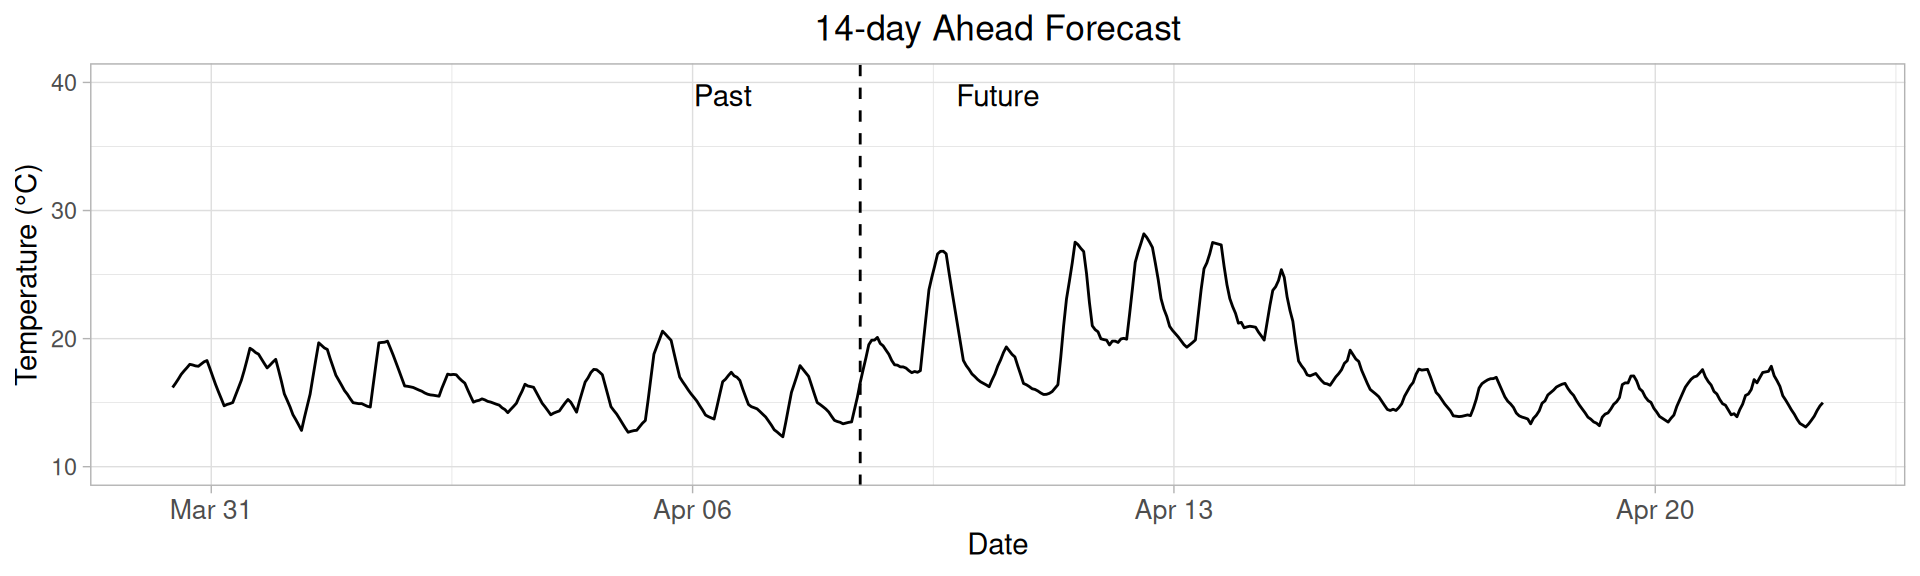 14-day Ahead Forecast
Past
Future
Temperature (°C)
40
30
20
10
Mar 31
Apr 06
Apr 13
Apr 20
Date